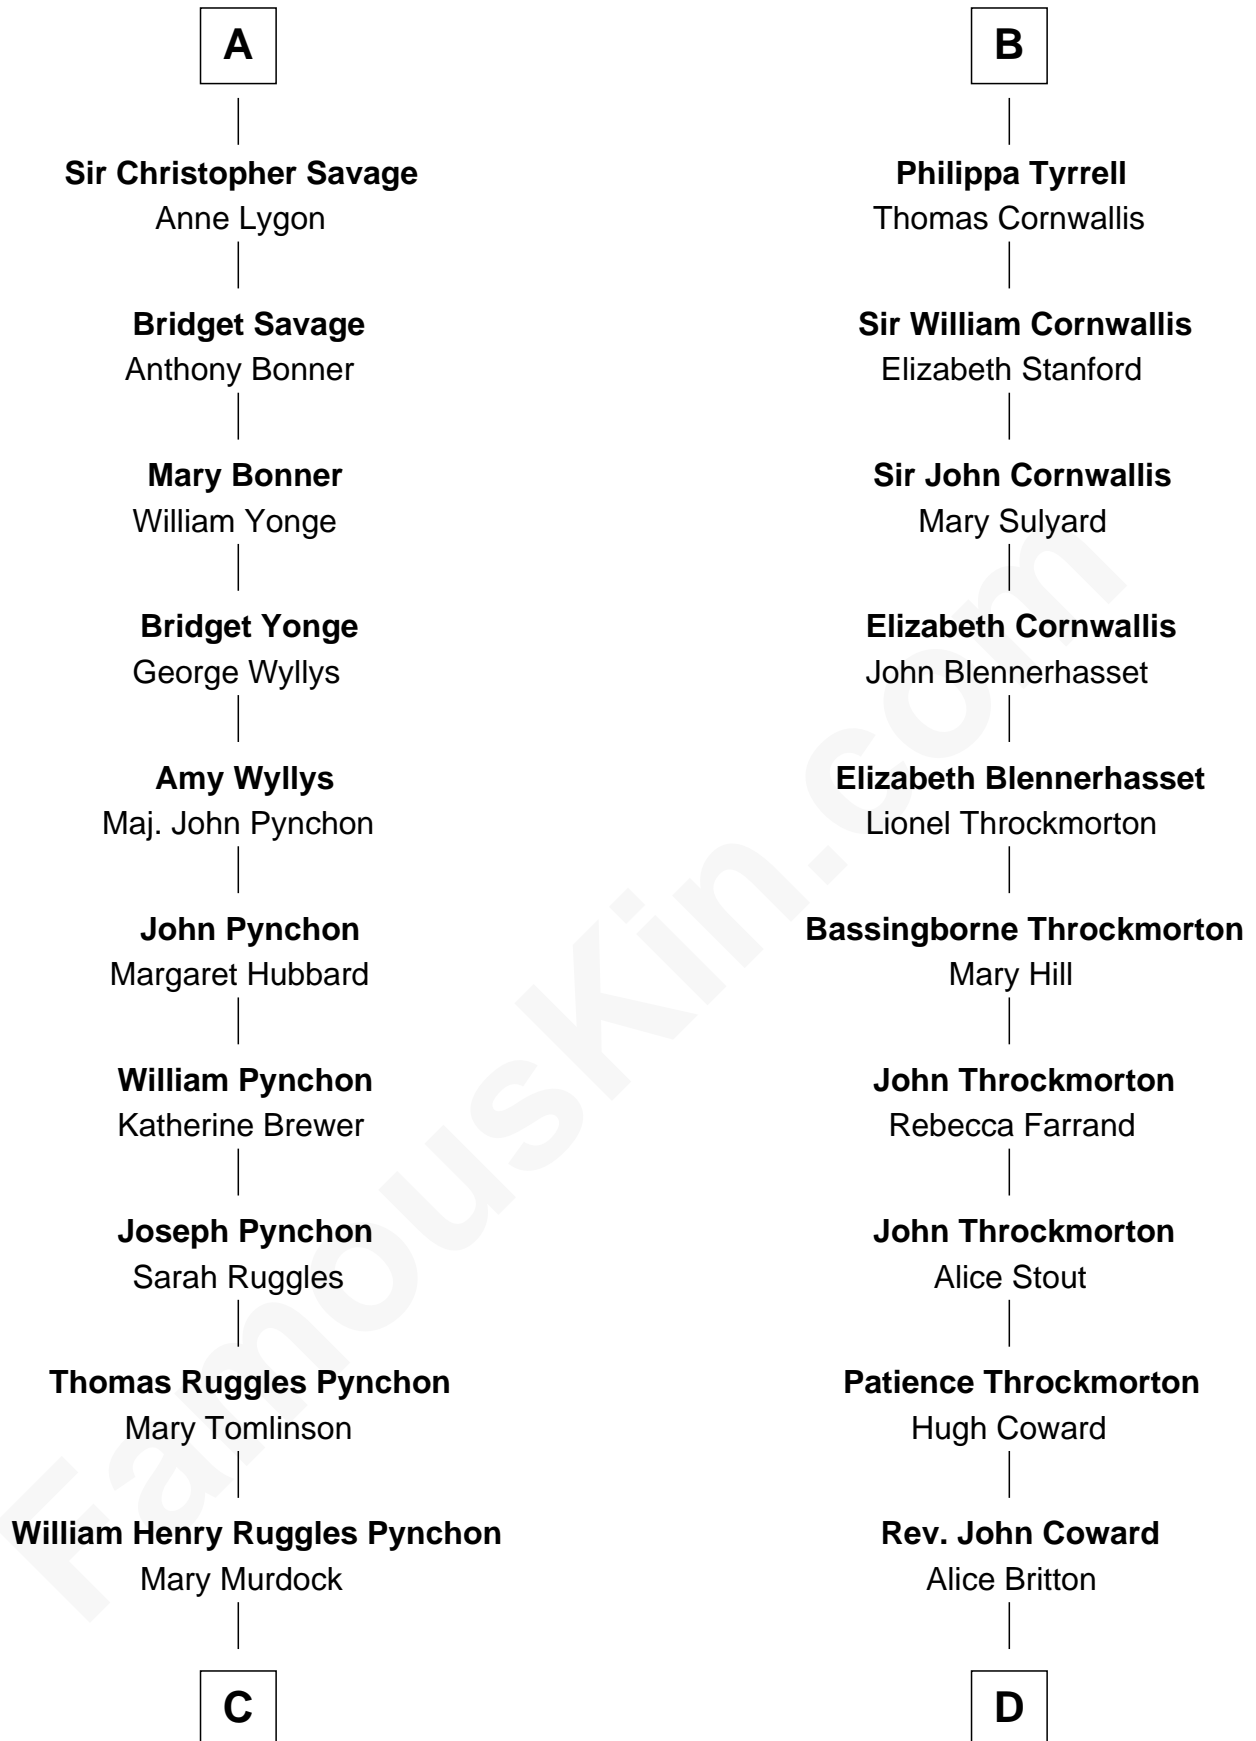 A
Sir Christopher Savage
Anne Lygon
Bridget Savage
Anthony Bonner
Mary Bonner
William Yonge
Bridget Yonge
George Wyllys
Amy Wyllys
Maj. John Pynchon
John Pynchon
Margaret Hubbard
William Pynchon
Katherine Brewer
Joseph Pynchon
Sarah Ruggles
Thomas Ruggles Pynchon
Mary Tomlinson
William Henry Ruggles Pynchon
Mary Murdock
C
B
Philippa Tyrrell
Thomas Cornwallis
Sir William Cornwallis
Elizabeth Stanford
Sir John Cornwallis
Mary Sulyard
Elizabeth Cornwallis
John Blennerhasset
Elizabeth Blennerhasset
Lionel Throckmorton
Bassingborne Throckmorton
Mary Hill
John Throckmorton
Rebecca Farrand
John Throckmorton
Alice Stout
Patience Throckmorton
Hugh Coward
Rev. John Coward
Alice Britton
D
FamousKin.com